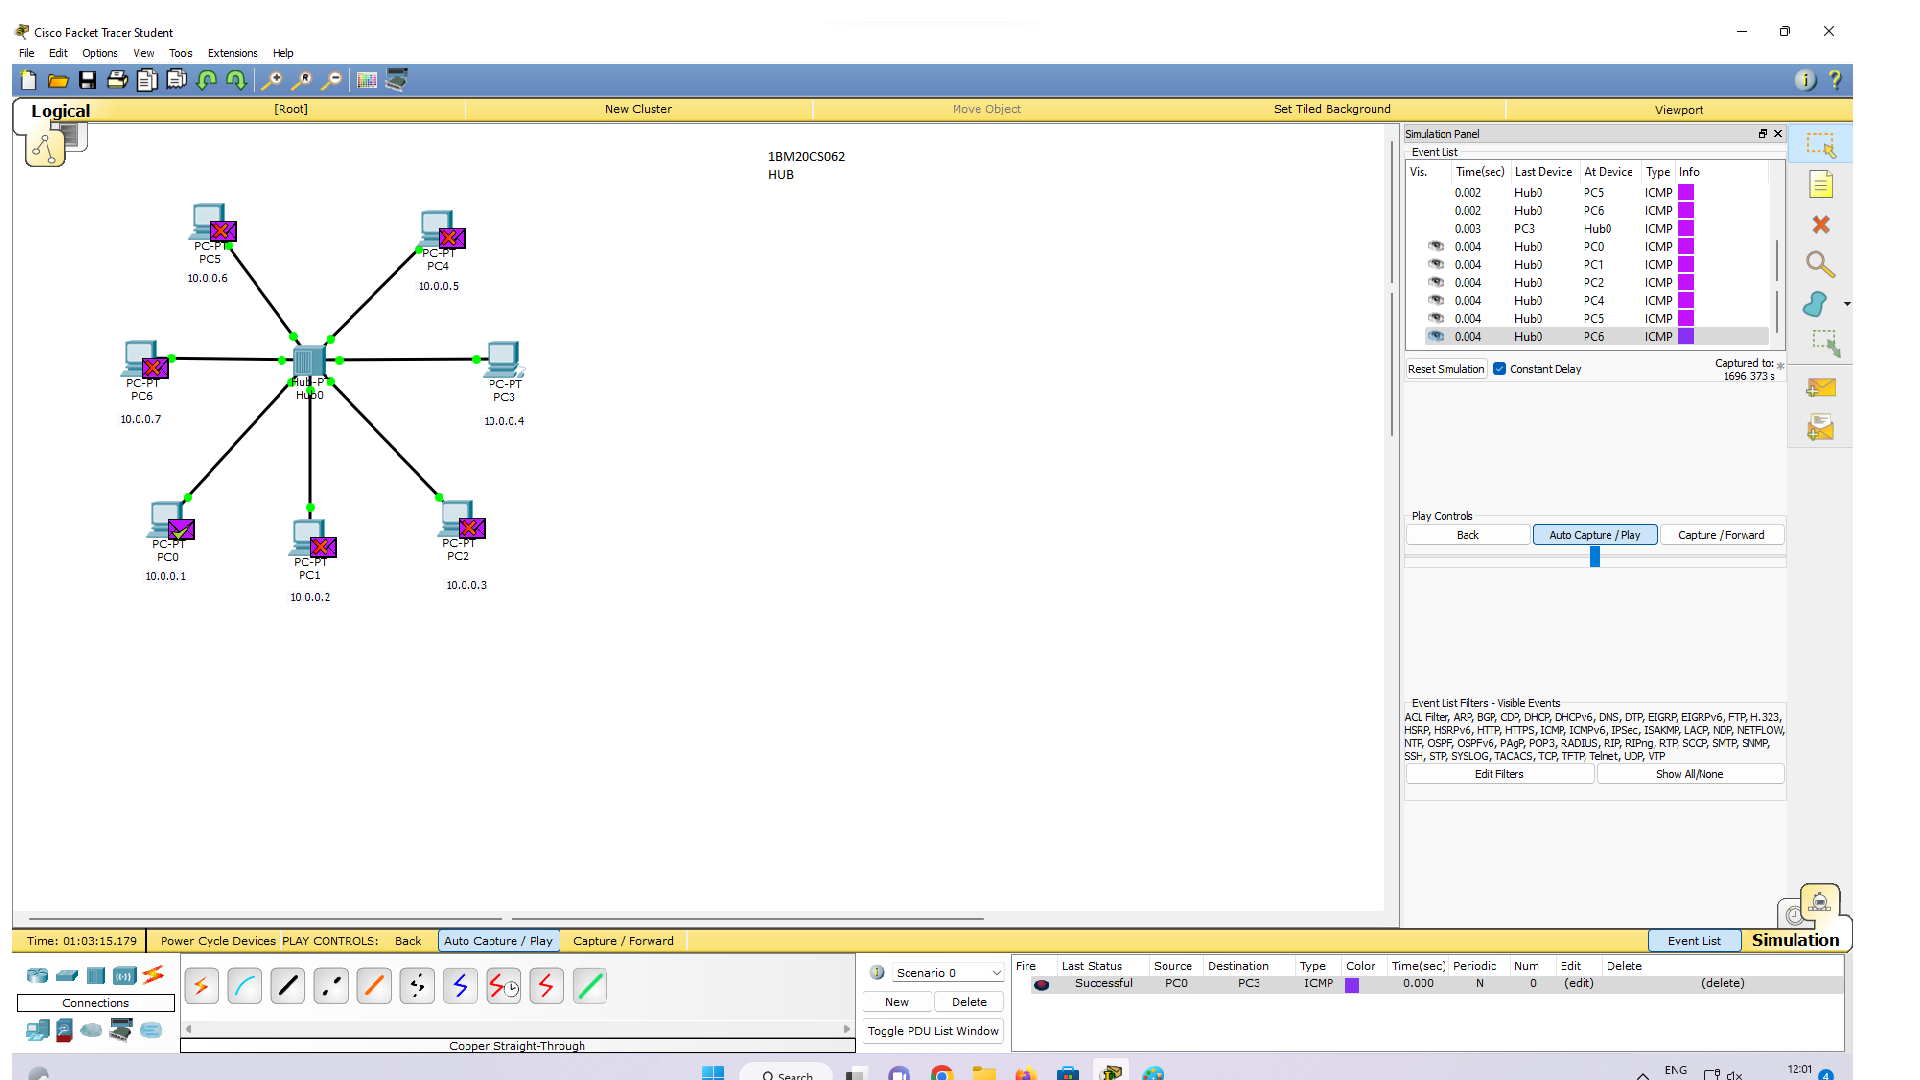 Cisco Packet Tracer Student
File Edit Options View Tools Extensions Help
Logical [Root] New Cluster Move Object Set Tiled Background Viewport
1BM20CS062
HUB
PC-PT
PC5
10.0.0.6
PC-PT
PC4
10.0.0.5
PC-PT
PC6
10.0.0.7
Hub-PT
Hub0
PC-PT
PC3
10.0.0.4
PC-PT
PC0
10.0.0.1
PC-PT
PC1
10.0.0.2
PC-PT
PC2
10.0.0.3
Simulation Panel
Event List
Vis. Time(sec) Last Device At Device Type Info
0.002 Hub0 PC5 ICMP
0.002 Hub0 PC6 ICMP
0.003 PC3 Hub0 ICMP
0.004 Hub0 PC0 ICMP
0.004 Hub0 PC1 ICMP
0.004 Hub0 PC2 ICMP
0.004 Hub0 PC4 ICMP
0.004 Hub0 PC5 ICMP
0.004 Hub0 PC6 ICMP
Reset Simulation Constant Delay Captured to: *
1696.373 s
Play Controls
Back Auto Capture / Play Capture / Forward
Event List Filters - Visible Events
ACL Filter, ARP, BGP, CDP, DHCP, DHCPv6, DNS, DTP, EIGRP, EIGRPv6, FTP, H.323,
HSRP, HSRPv6, HTTP, HTTPS, ICMP, ICMPv6, IPSec, ISAKMP, LACP, NDP, NETFLOW,
NTP, OSPF, OSPFv6, PAgP, POP3, RADIUS, RIP, RIPng, RTP, SCCP, SMTP, SNMP,
SSH, STP, SYSLOG, TACACS, TCP, TFTP, Telnet, UDP, VTP
Edit Filters Show All/None
Time: 01:03:15.179 Power Cycle Devices PLAY CONTROLS: Back Auto Capture / Play Capture / Forward Event List Simulation
Connections
Copper Straight-Through
Scenario 0
New Delete
Toggle PDU List Window
Fire Last Status Source Destination Type Color Time(sec) Periodic Num Edit Delete
Successful PC0 PC3 ICMP 0.000 N 0 (edit) (delete)
Search ENG 12:01 4